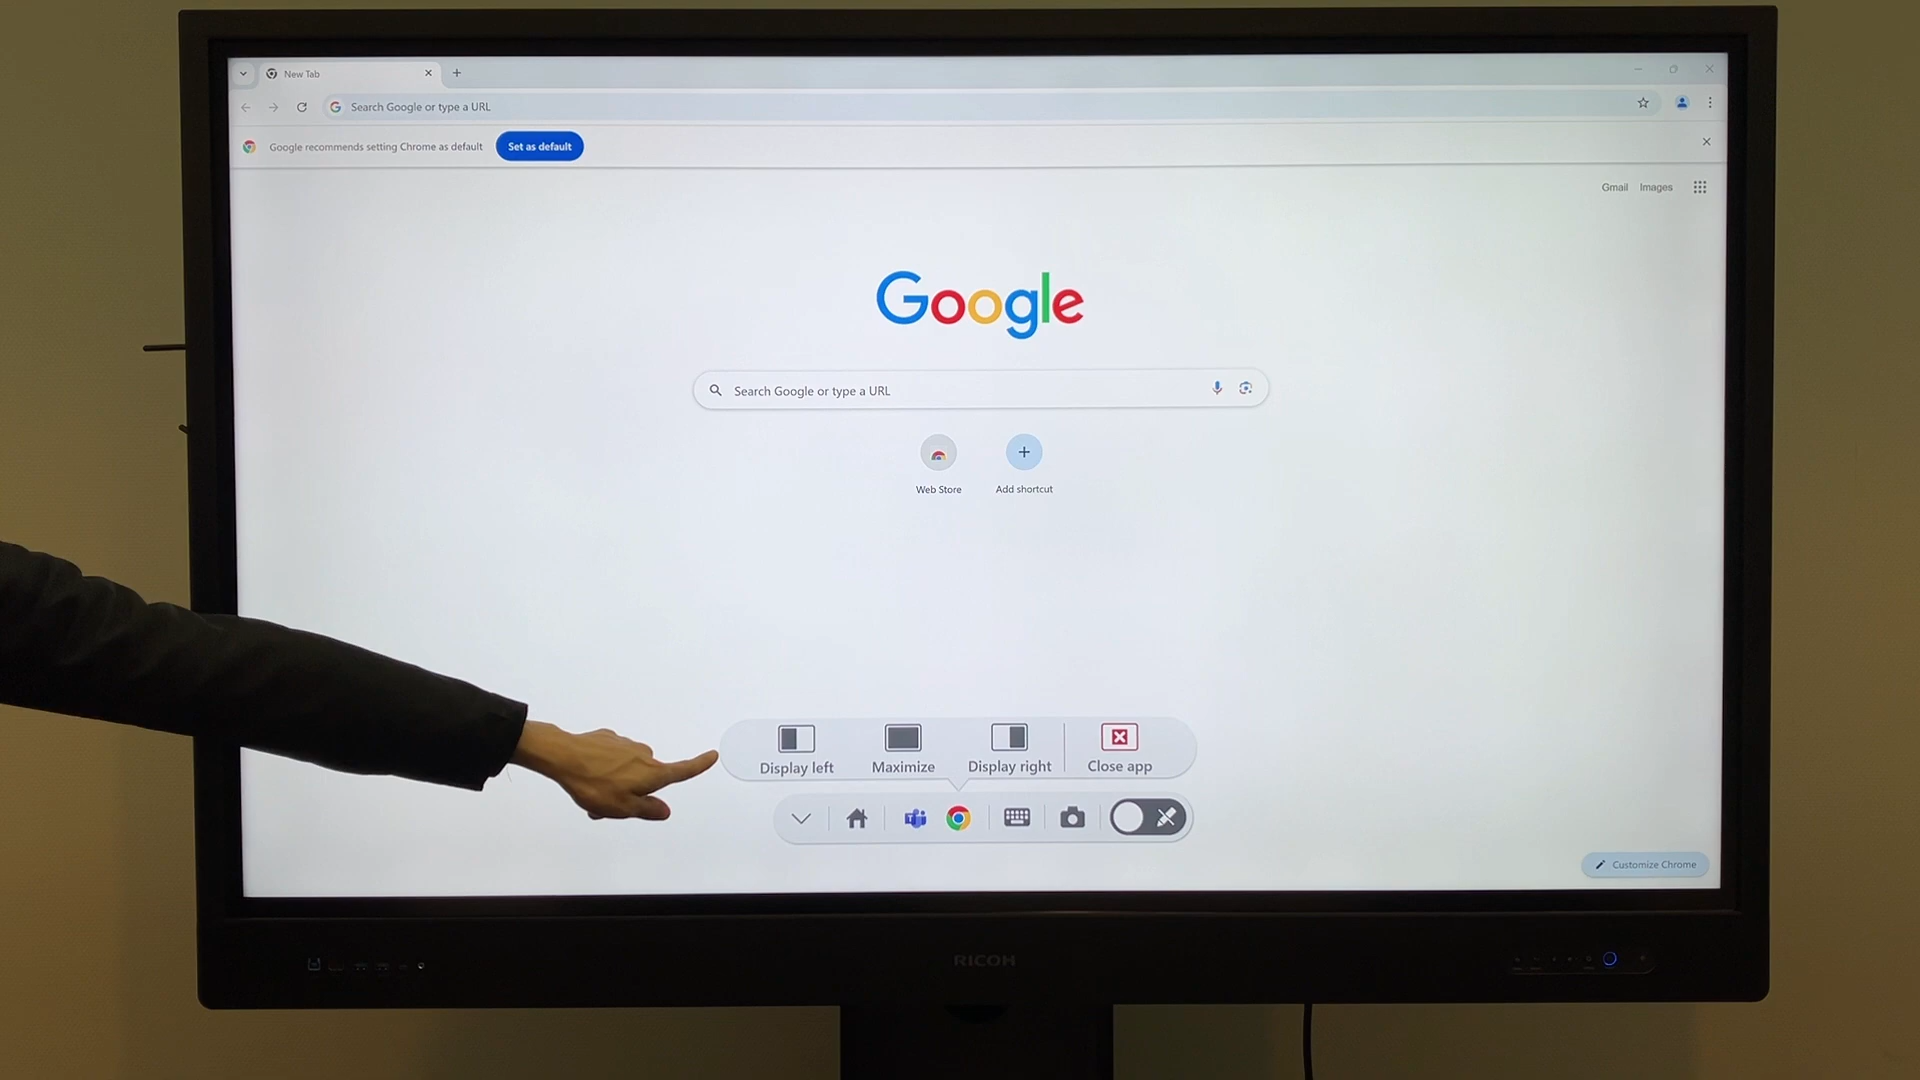 New Tab
Search Google or type a URL
Google recommends setting Chrome as default Set as default
Gmail Images
Google
Search Google or type a URL
Web Store Add shortcut
Display left Maximize Display right Close app
Customize Chrome
RICOH